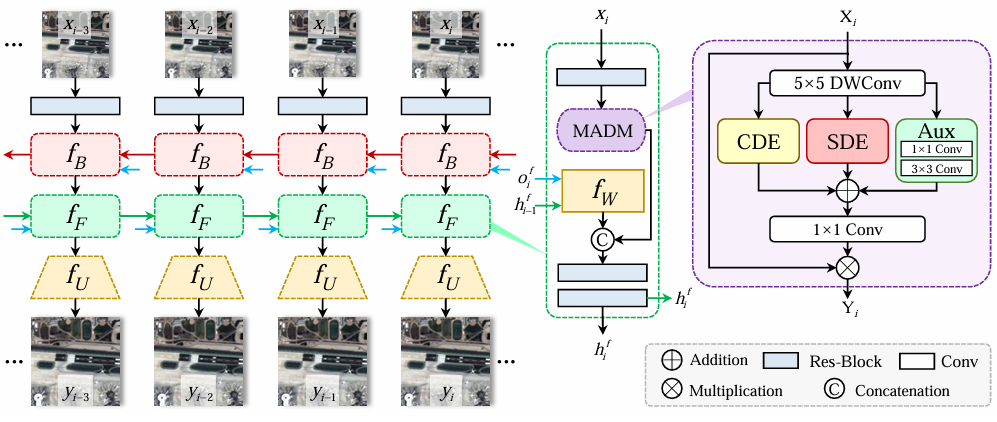 ... x_{i-3} x_{i-2} x_{i-1} x_i ...
f_B f_B f_B f_B
f_F f_F f_F f_F
f_U f_U f_U f_U
... y_{i-3} y_{i-2} y_{i-1} y_i ...
x_i
MADM
o_i^f
h_{i-1}^f
f_W
C
h_i^f
h_i^f
X_i
5×5 DWConv
CDE
SDE
Aux
1×1 Conv
3×3 Conv
1×1 Conv
Y_i
Addition
Res-Block
Conv
Multiplication
C Concatenation